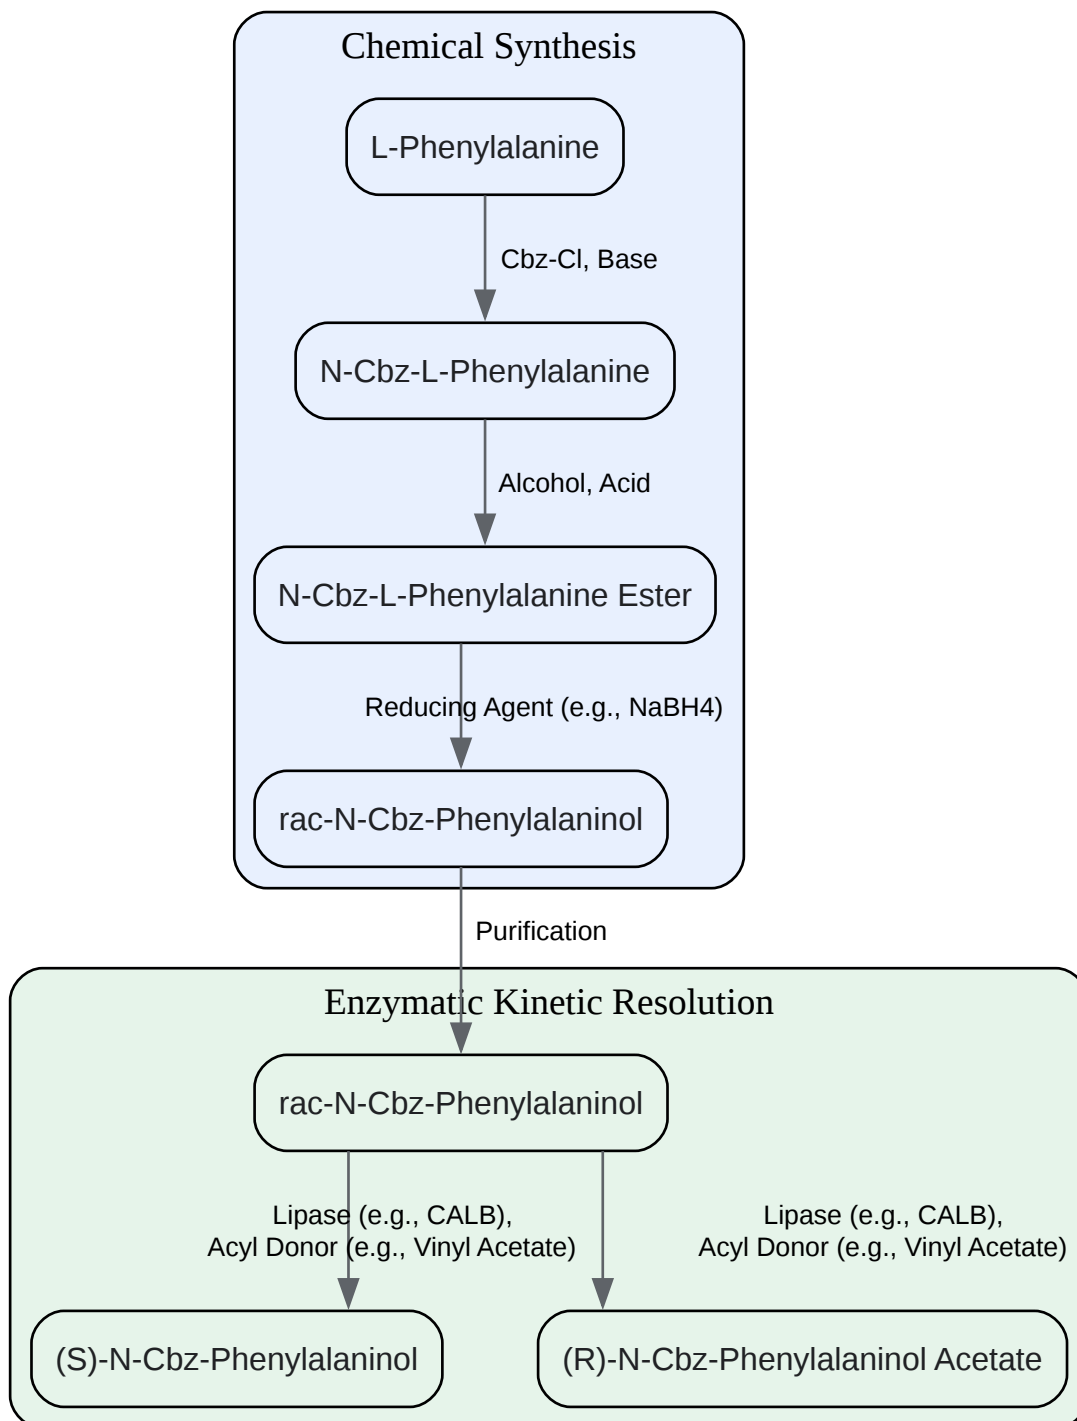 Chemical Synthesis
L-Phenylalanine
Cbz-Cl, Base
N-Cbz-L-Phenylalanine
Alcohol, Acid
N-Cbz-L-Phenylalanine Ester
Reducing Agent (e.g., NaBH4)
rac-N-Cbz-Phenylalaninol
Purification
Enzymatic Kinetic Resolution
rac-N-Cbz-Phenylalaninol
Lipase (e.g., CALB),
Acyl Donor (e.g., Vinyl Acetate)
Lipase (e.g., CALB),
Acyl Donor (e.g., Vinyl Acetate)
(S)-N-Cbz-Phenylalaninol
(R)-N-Cbz-Phenylalaninol Acetate